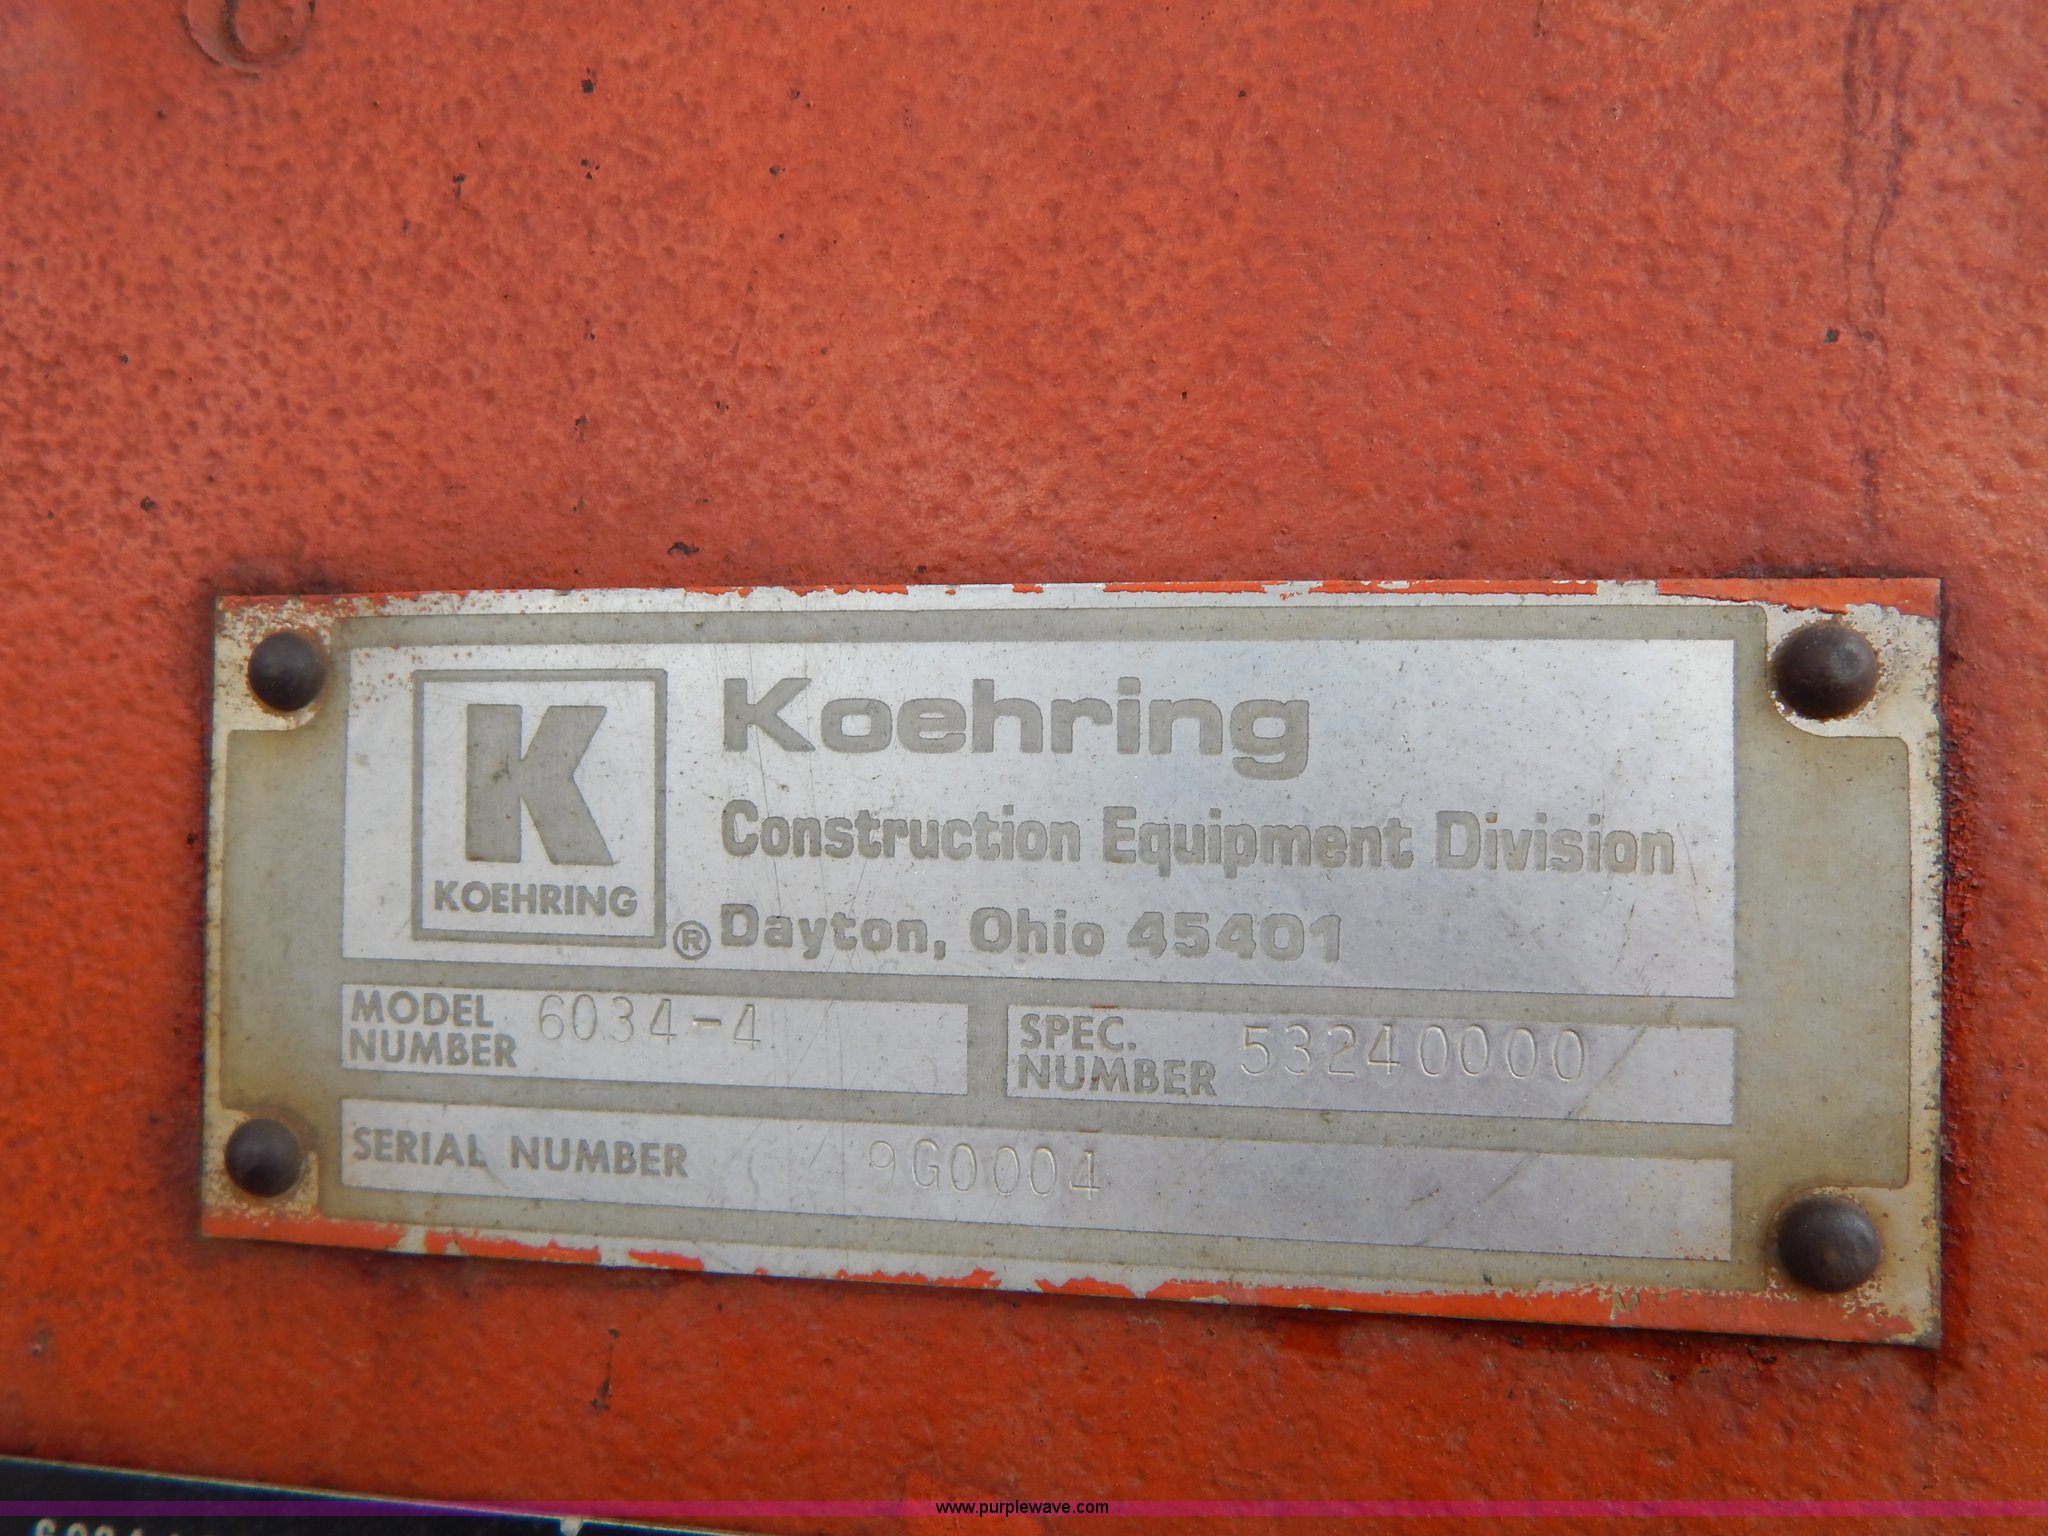 K
KOEHRING
®
Koehring
Construction Equipment Division
Dayton, Ohio 45401
MODEL
NUMBER 6034-4
SPEC.
NUMBER 53240000
SERIAL NUMBER 9G0004
www.purplewave.com